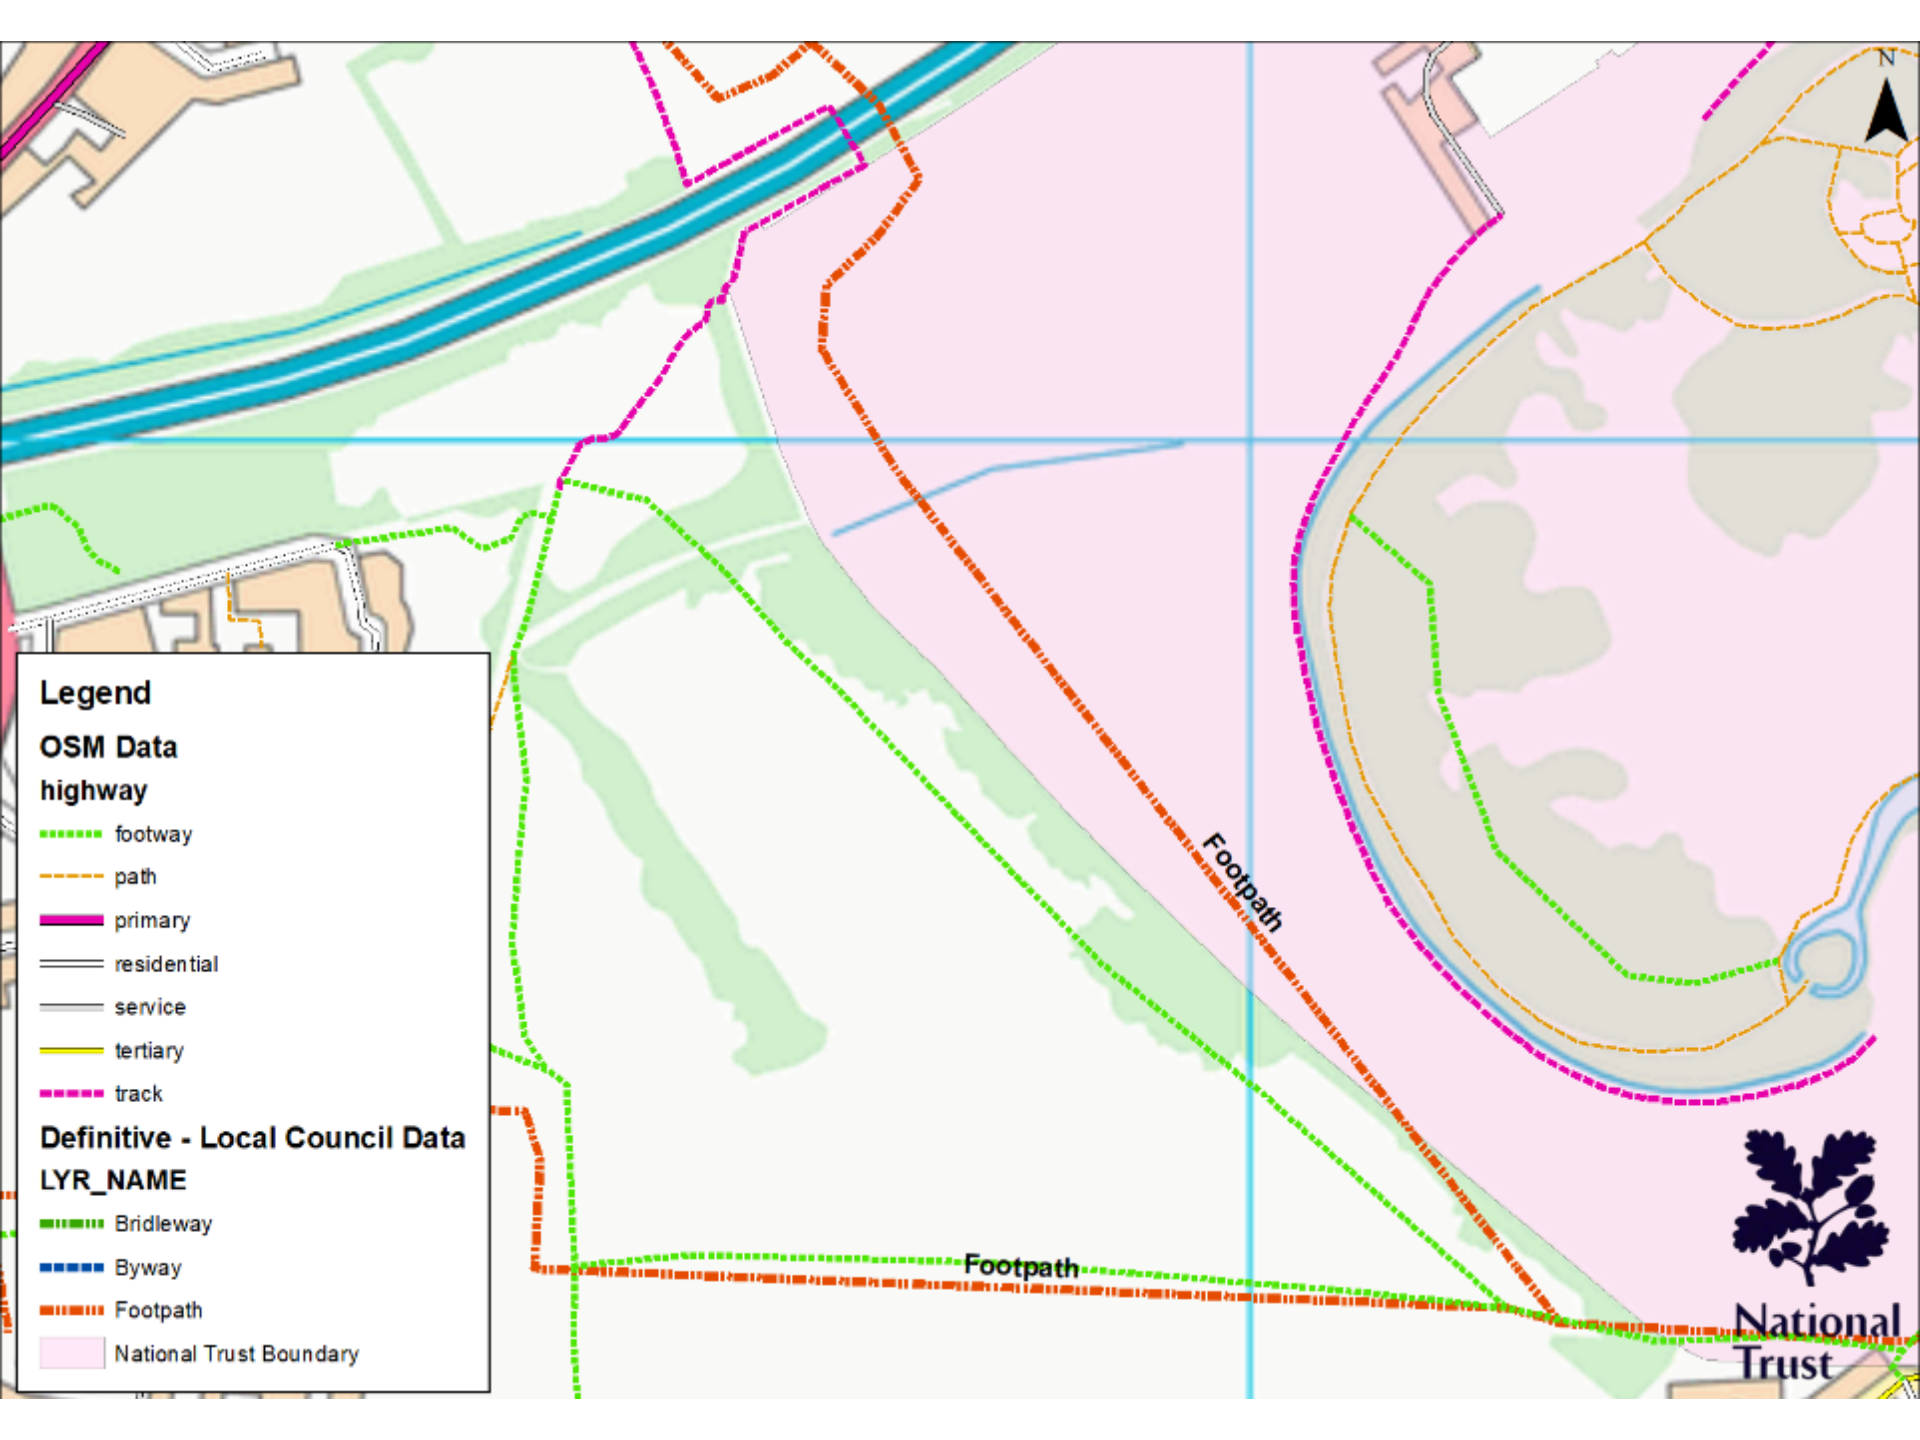 N
Footpath
Footpath
Legend
OSM Data
highway
footway
path
primary
residential
service
tertiary
track
Definitive - Local Council Data
LYR_NAME
Bridleway
Byway
Footpath
National Trust Boundary
National
Trust